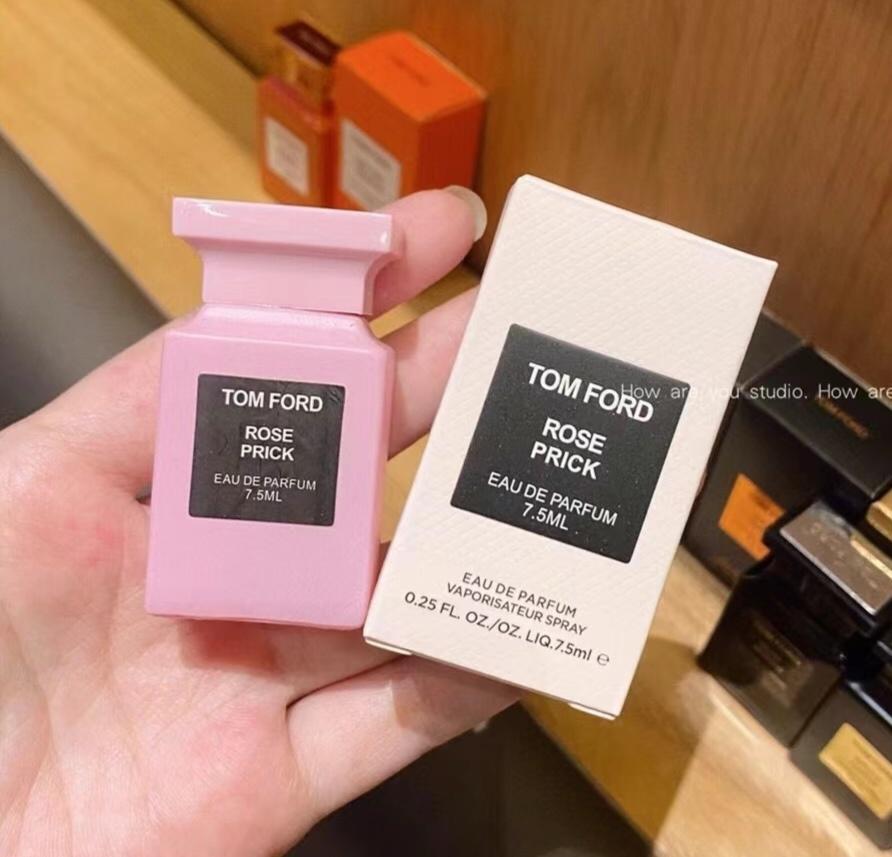 TOM FORD
ROSE
PRICK
EAU DE PARFUM
7.5ML
TOM FORD
ROSE
PRICK
EAU DE PARFUM
7.5ML
EAU DE PARFUM
VAPORISATEUR SPRAY
0.25 FL. OZ./OZ. LIQ.7.5ml ℮
How are you studio. How are